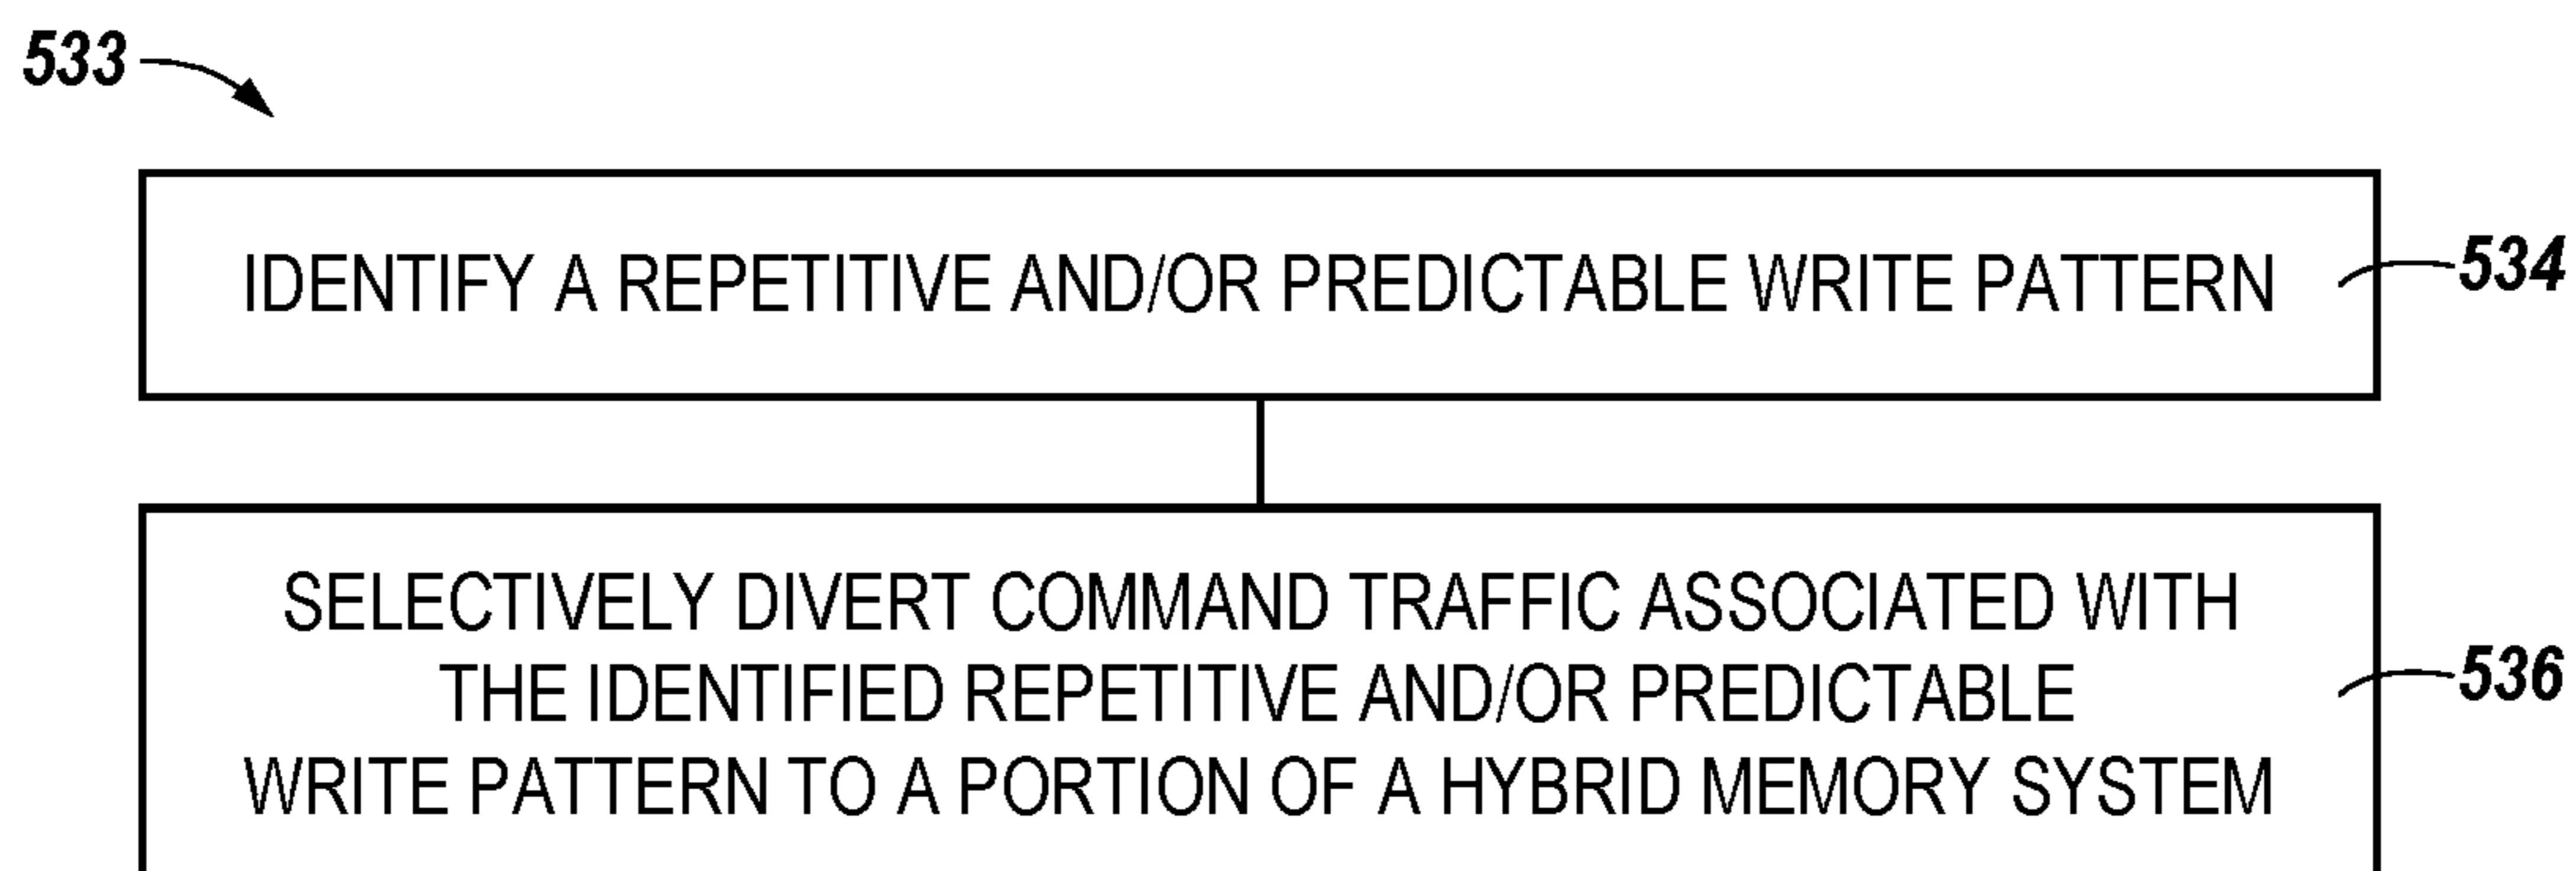 533
IDENTIFY A REPETITIVE AND/OR PREDICTABLE WRITE PATTERN
534
SELECTIVELY DIVERT COMMAND TRAFFIC ASSOCIATED WITH
THE IDENTIFIED REPETITIVE AND/OR PREDICTABLE
WRITE PATTERN TO A PORTION OF A HYBRID MEMORY SYSTEM
536